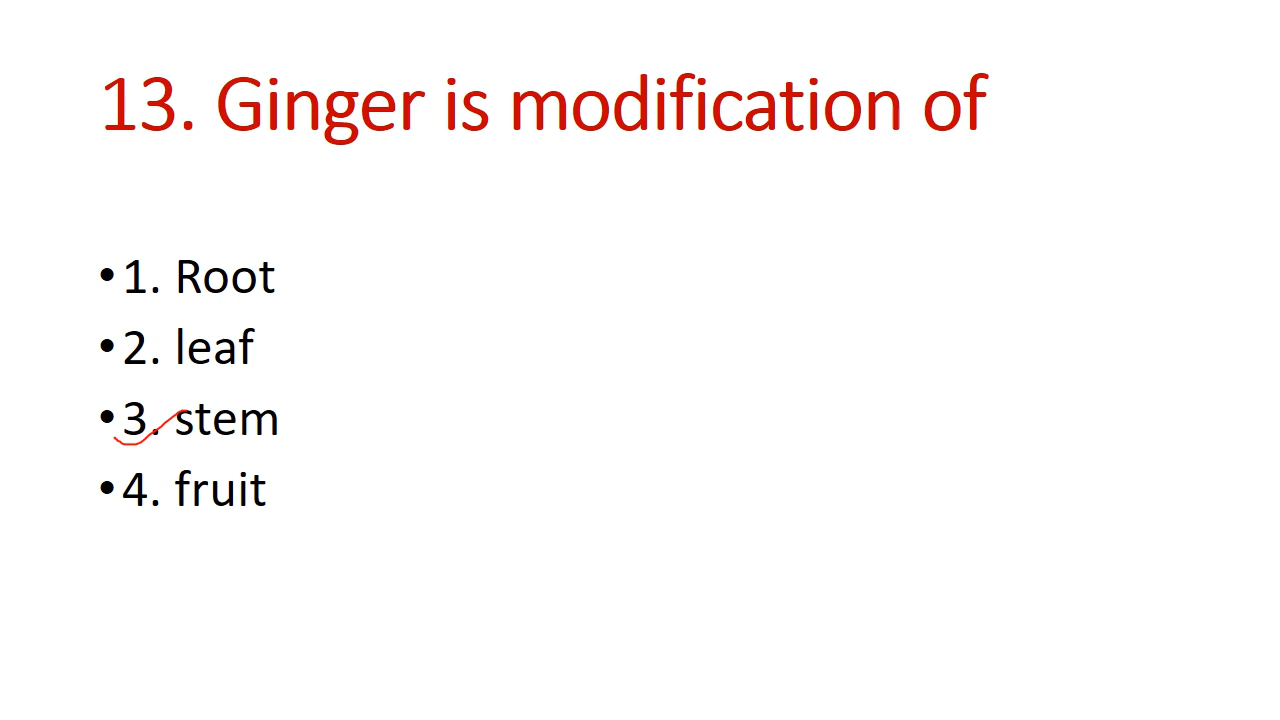 13. Ginger is modification of
• 1. Root
• 2. leaf
• 3. stem
• 4. fruit